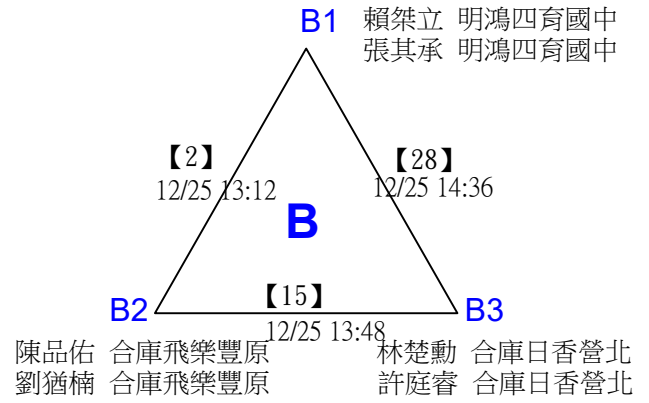 B1 賴桀立 明鴻四育國中
張其承 明鴻四育國中
【2】
12/25 13:12
【28】
12/25 14:36
B
B2 【15】 B3
12/25 13:48
陳品佑 合庫飛樂豐原 林楚勳 合庫日香營北
劉猶楠 合庫飛樂豐原 許庭睿 合庫日香營北